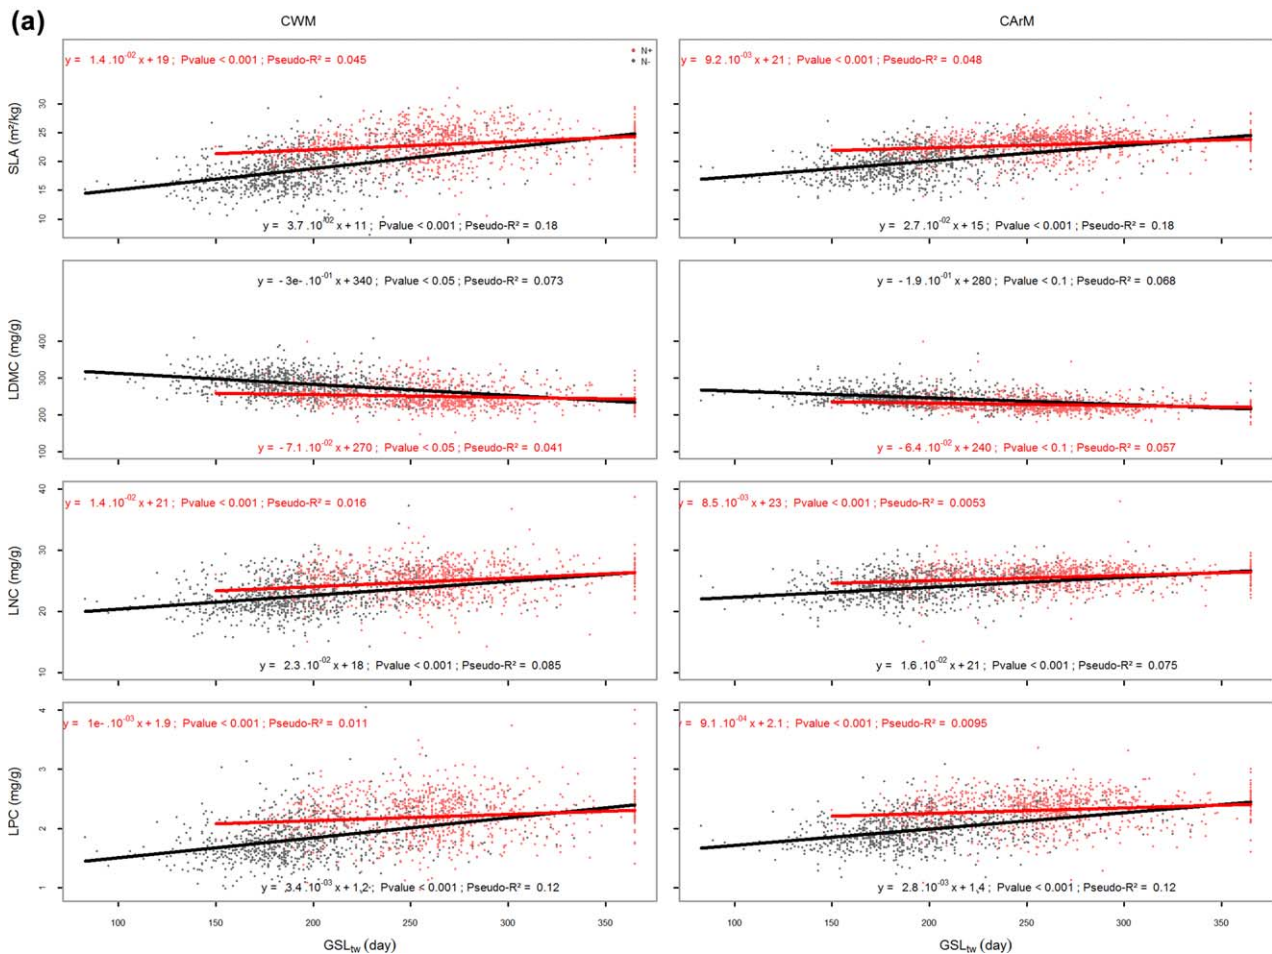 (a)
CWM
CArM
y = 1.4 .10^-02 x + 19 ; Pvalue < 0.001 ; Pseudo-R² = 0.045
N+
N-
y = 9.2 .10^-03 x + 21 ; Pvalue < 0.001 ; Pseudo-R² = 0.048
SLA (m²/kg)
30
25
20
15
10
y = 3.7 .10^-02 x + 11 ; Pvalue < 0.001 ; Pseudo-R² = 0.18
y = 2.7 .10^-02 x + 15 ; Pvalue < 0.001 ; Pseudo-R² = 0.18
y = - 3e- .10^-01 x + 340 ; Pvalue < 0.05 ; Pseudo-R² = 0.073
y = - 1.9 .10^-01 x + 280 ; Pvalue < 0.1 ; Pseudo-R² = 0.068
LDMC (mg/g)
400
300
200
100
y = - 7.1 .10^-02 x + 270 ; Pvalue < 0.05 ; Pseudo-R² = 0.041
y = - 6.4 .10^-02 x + 240 ; Pvalue < 0.1 ; Pseudo-R² = 0.057
y = 1.4 .10^-02 x + 21 ; Pvalue < 0.001 ; Pseudo-R² = 0.016
y = 8.5 .10^-03 x + 23 ; Pvalue < 0.001 ; Pseudo-R² = 0.0053
LNC (mg/g)
40
30
20
10
y = 2.3 .10^-02 x + 18 ; Pvalue < 0.001 ; Pseudo-R² = 0.085
y = 1.6 .10^-02 x + 21 ; Pvalue < 0.001 ; Pseudo-R² = 0.075
y = 1e- .10^-03 x + 1.9 ; Pvalue < 0.001 ; Pseudo-R² = 0.011
y = 9.1 .10^-04 x + 2.1 ; Pvalue < 0.001 ; Pseudo-R² = 0.0095
LPC (mg/g)
4
3
2
1
y = 3.4 .10^-03 x + 1.2 ; Pvalue < 0.001 ; Pseudo-R² = 0.12
y = 2.8 .10^-03 x + 1.4 ; Pvalue < 0.001 ; Pseudo-R² = 0.12
100 150 200 250 300 350
100 150 200 250 300 350
GSLtw (day)
GSLtw (day)